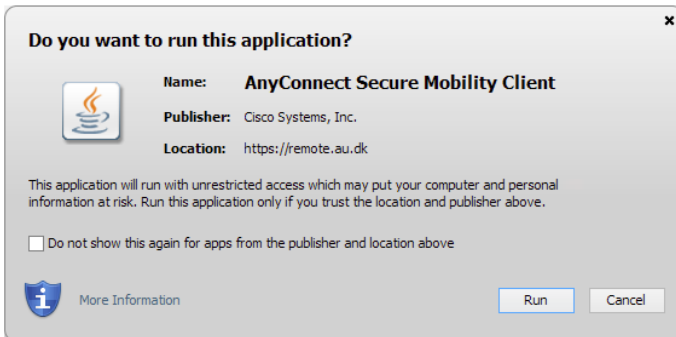 Do you want to run this application?
Name: AnyConnect Secure Mobility Client
Publisher: Cisco Systems, Inc.
Location: https://remote.au.dk
This application will run with unrestricted access which may put your computer and personal
information at risk. Run this application only if you trust the location and publisher above.
Do not show this again for apps from the publisher and location above
More Information
Run
Cancel